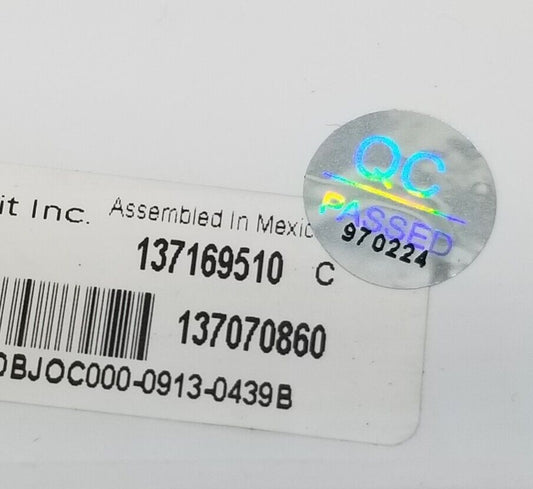 QC
PASSED
970224
it Inc. Assembled In Mexic
137169510 C
137070860
DBJOC000-0913-0439B